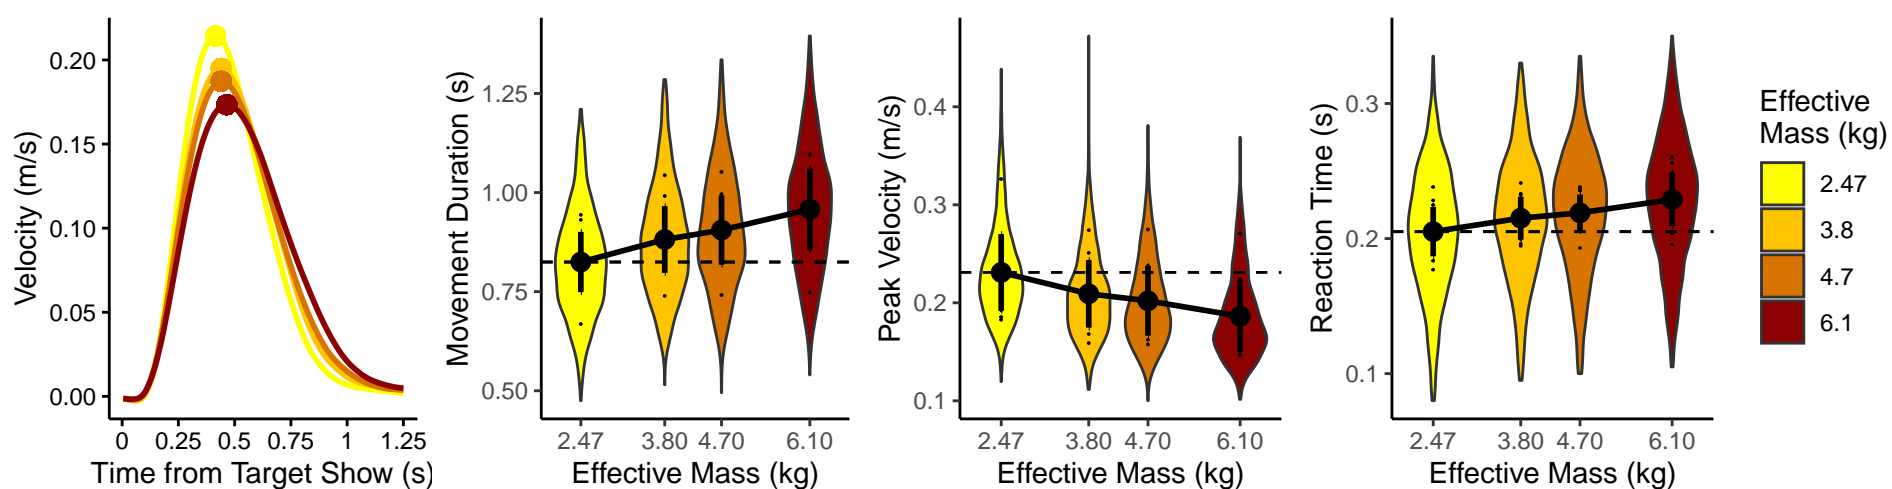 Velocity (m/s)
0.20
0.15
0.10
0.05
0.00
0 0.25 0.5 0.75 1 1.25
Time from Target Show (s)
Movement Duration (s)
1.25
1.00
0.75
0.50
2.47 3.80 4.70 6.10
Effective Mass (kg)
Peak Velocity (m/s)
0.4
0.3
0.2
0.1
2.47 3.80 4.70 6.10
Effective Mass (kg)
Reaction Time (s)
0.3
0.2
0.1
2.47 3.80 4.70 6.10
Effective Mass (kg)
Effective
Mass (kg)
2.47
3.8
4.7
6.1